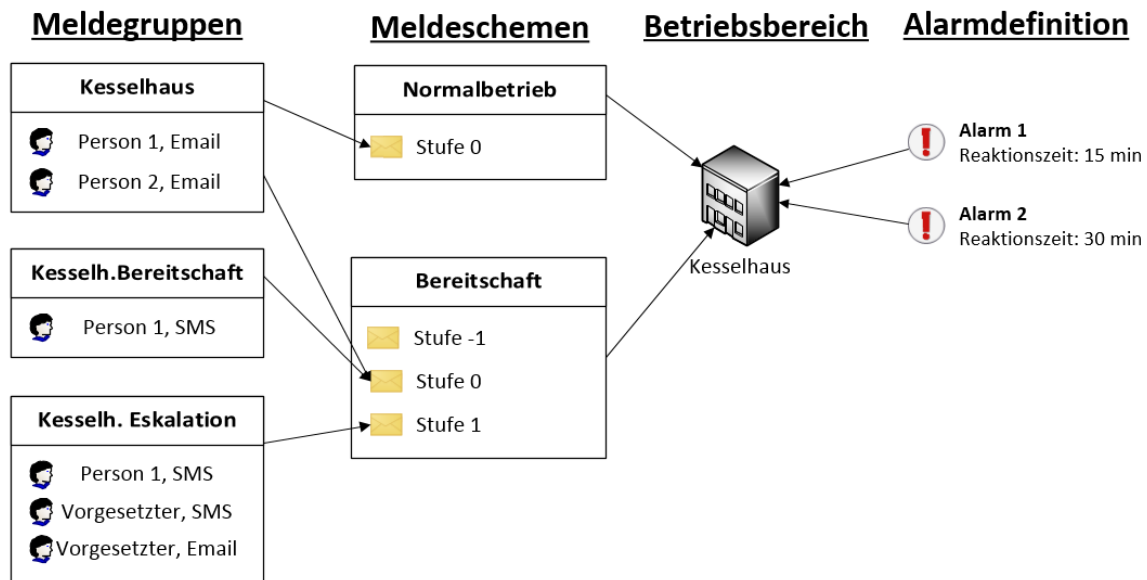 Meldegruppen
Kesselhaus
Person 1, Email
Person 2, Email
Kesselh.Bereitschaft
Person 1, SMS
Kesselh. Eskalation
Person 1, SMS
Vorgesetzter, SMS
Vorgesetzter, Email
Meldeschemen
Normalbetrieb
Stufe 0
Bereitschaft
Stufe -1
Stufe 0
Stufe 1
Betriebsbereich
Kesselhaus
Alarmdefinition
Alarm 1
Reaktionszeit: 15 min
Alarm 2
Reaktionszeit: 30 min